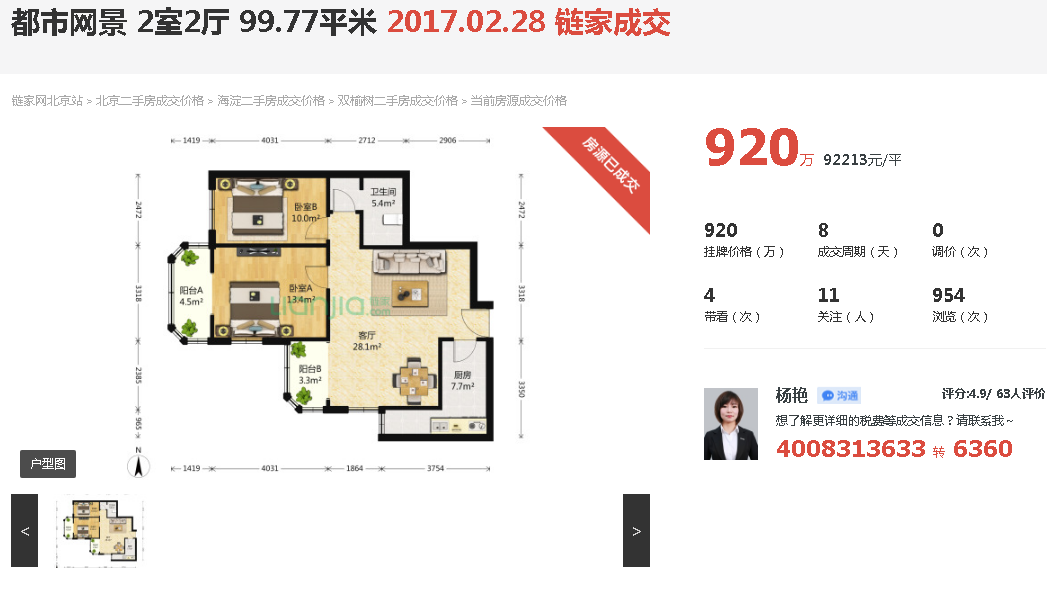 都市网景 2室2厅 99.77平米 2017.02.28 链家成交
链家网北京站 > 北京二手房成交价格 > 海淀二手房成交价格 > 双榆树二手房成交价格 > 当前房源成交价格
1419 4031 2712 2906
房源已成交
920万 92213元/平
2472
2472
卧室B
10.0m²
卫生间
5.4m²
920 8 0
挂牌价格（万） 成交周期（天） 调价（次）
3318
3318
阳台A
4.5m²
卧室A
13.4m²
lianjia.com
4 11 954
带看（次） 关注（人） 浏览（次）
客厅
28.1m²
2385
3350
阳台B
3.3m²
厨房
7.7m²
965
杨艳 沟通 评分:4.9/ 63人评价
想了解更详细的税费等成交信息？请联系我~
4008313633 转 6360
N
户型图
1419 4031 1864 3754
<
>